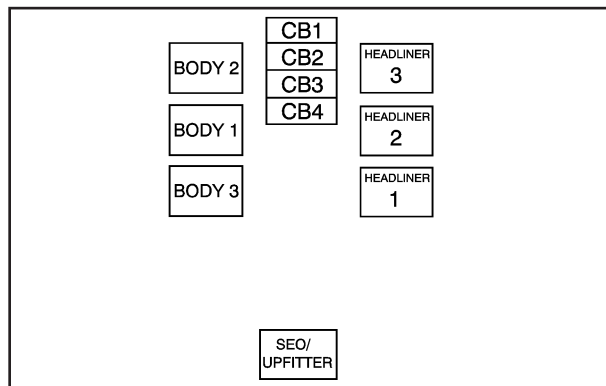 CB1
BODY 2
CB2
HEADLINER
3
CB3
CB4
BODY 1
HEADLINER
2
BODY 3
HEADLINER
1
SEO/
UPFITTER